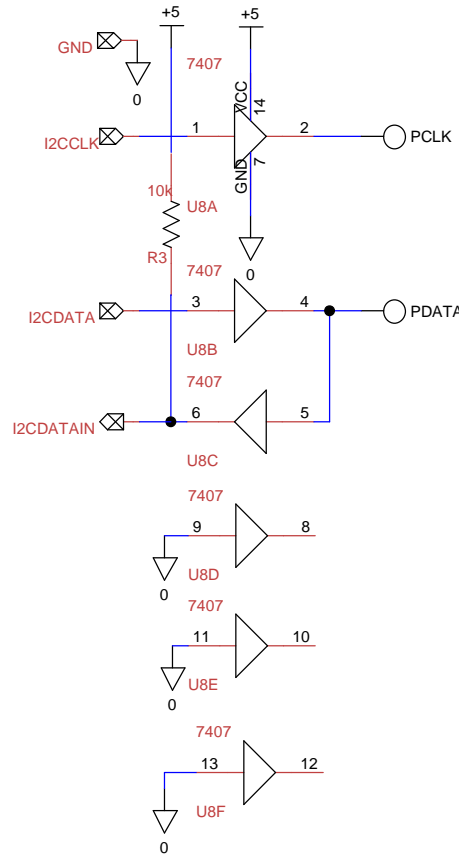 +5 +5
GND
7407
0
VCC
14
I2CCLK 1 2 PCLK
GND
7
10k
U8A
R3
0
7407
I2CDATA 3 4 PDATA
U8B
7407
I2CDATAIN 6 5
U8C
7407
9 8
0
U8D
7407
11 10
0
U8E
7407
13 12
0
U8F